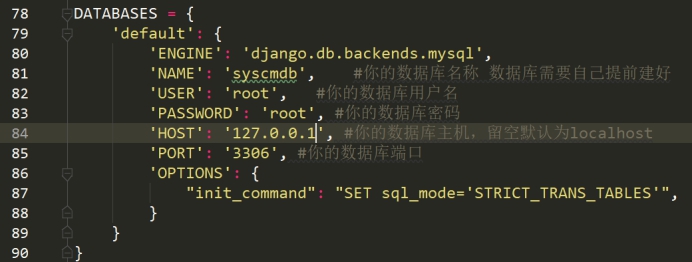 78 DATABASES = {
79     'default': {
80         'ENGINE': 'django.db.backends.mysql',
81         'NAME': 'syscmdb',    #你的数据库名称 数据库需要自己提前建好
82         'USER': 'root',   #你的数据库用户名
83         'PASSWORD': 'root', #你的数据库密码
84         'HOST': '127.0.0.1', #你的数据库主机，留空默认为localhost
85         'PORT': '3306', #你的数据库端口
86         'OPTIONS': {
87             "init_command": "SET sql_mode='STRICT_TRANS_TABLES'",
88         }
89     }
90 }